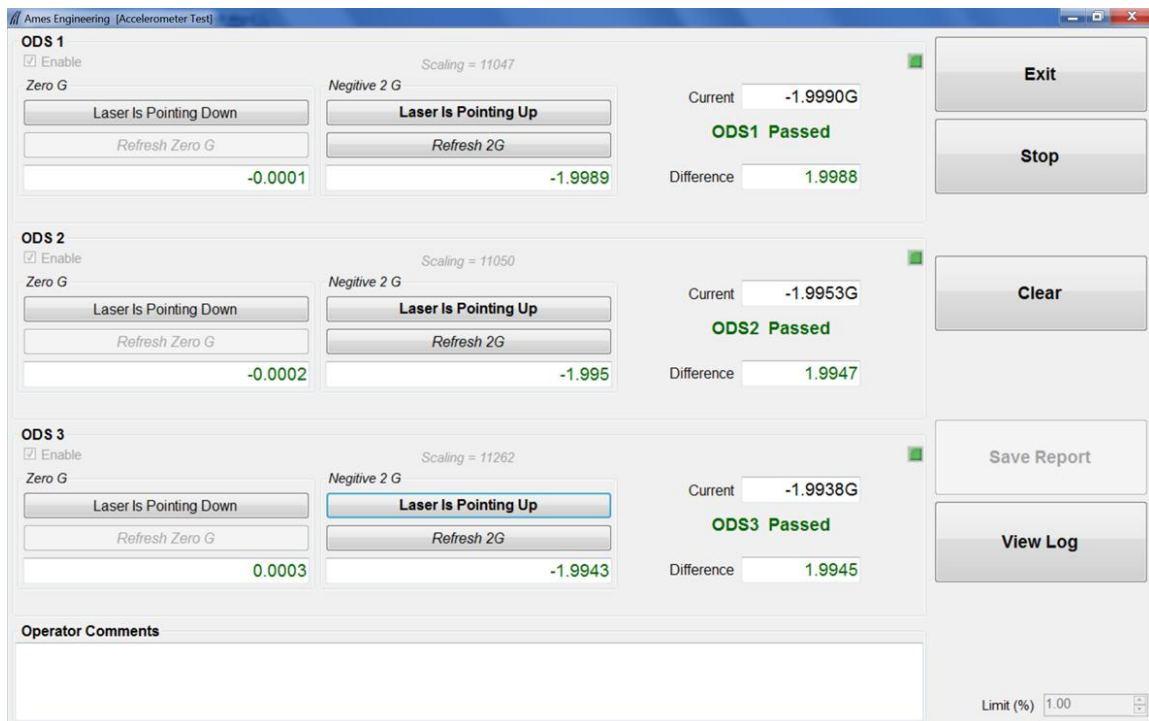 Ames Engineering [Accelerometer Test]
ODS 1
Enable
Scaling = 11047
Zero G
Negitive 2 G
Laser Is Pointing Down
Laser Is Pointing Up
Refresh Zero G
Refresh 2G
-0.0001
-1.9989
Current
-1.9990G
ODS1 Passed
Difference
1.9988
ODS 2
Enable
Scaling = 11050
Zero G
Negitive 2 G
Laser Is Pointing Down
Laser Is Pointing Up
Refresh Zero G
Refresh 2G
-0.0002
-1.995
Current
-1.9953G
ODS2 Passed
Difference
1.9947
ODS 3
Enable
Scaling = 11262
Zero G
Negitive 2 G
Laser Is Pointing Down
Laser Is Pointing Up
Refresh Zero G
Refresh 2G
0.0003
-1.9943
Current
-1.9938G
ODS3 Passed
Difference
1.9945
Operator Comments
Exit
Stop
Clear
Save Report
View Log
Limit (%) 1.00